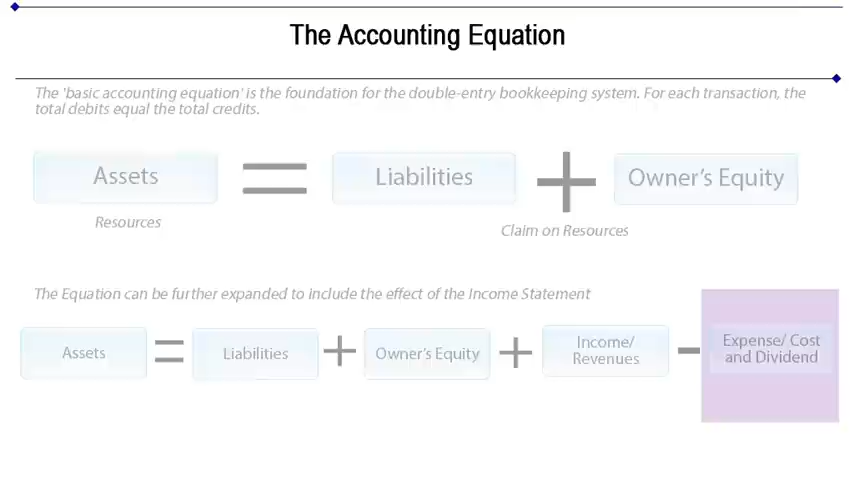 The Accounting Equation
The 'basic accounting equation' is the foundation for the double-entry bookkeeping system. For each transaction, the
total debits equal the total credits.
Assets = Liabilities + Owner's Equity
Resources
Claim on Resources
The Equation can be further expanded to include the effect of the Income Statement
Assets = Liabilities + Owner's Equity + Income/
Revenues - Expense/ Cost
and Dividend